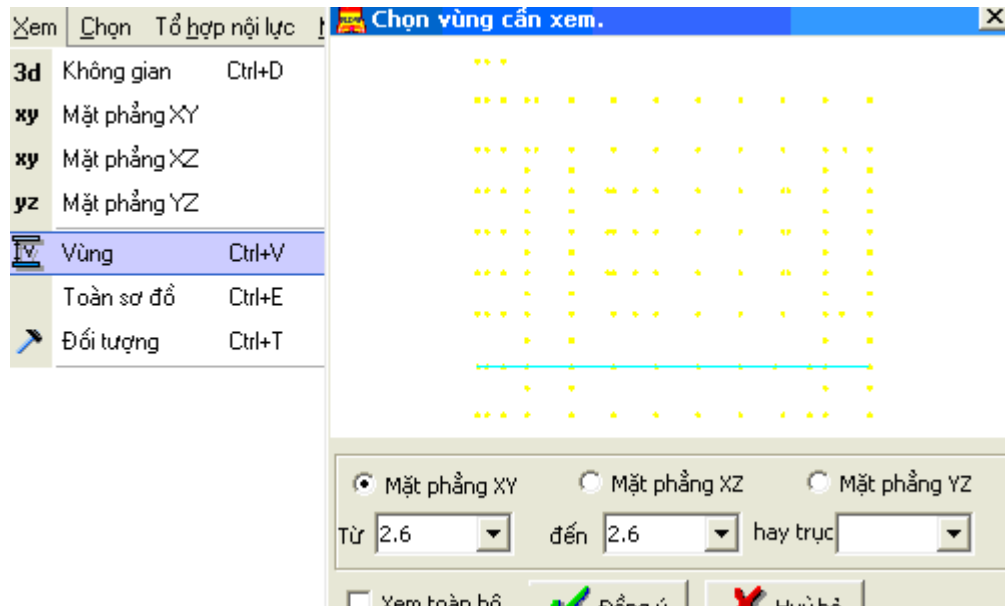 Xem Chọn Tổ hợp nội lực
3d Không gian Ctrl+D
xy Mặt phẳng XY
xy Mặt phẳng XZ
yz Mặt phẳng YZ
Vùng Ctrl+V
Toàn sơ đồ Ctrl+E
Đối tượng Ctrl+T
Chọn vùng cần xem.
Mặt phẳng XY Mặt phẳng XZ Mặt phẳng YZ
Từ 2.6 đến 2.6 hay trục
Xem toàn bộ Đồng ý Huỷ bỏ